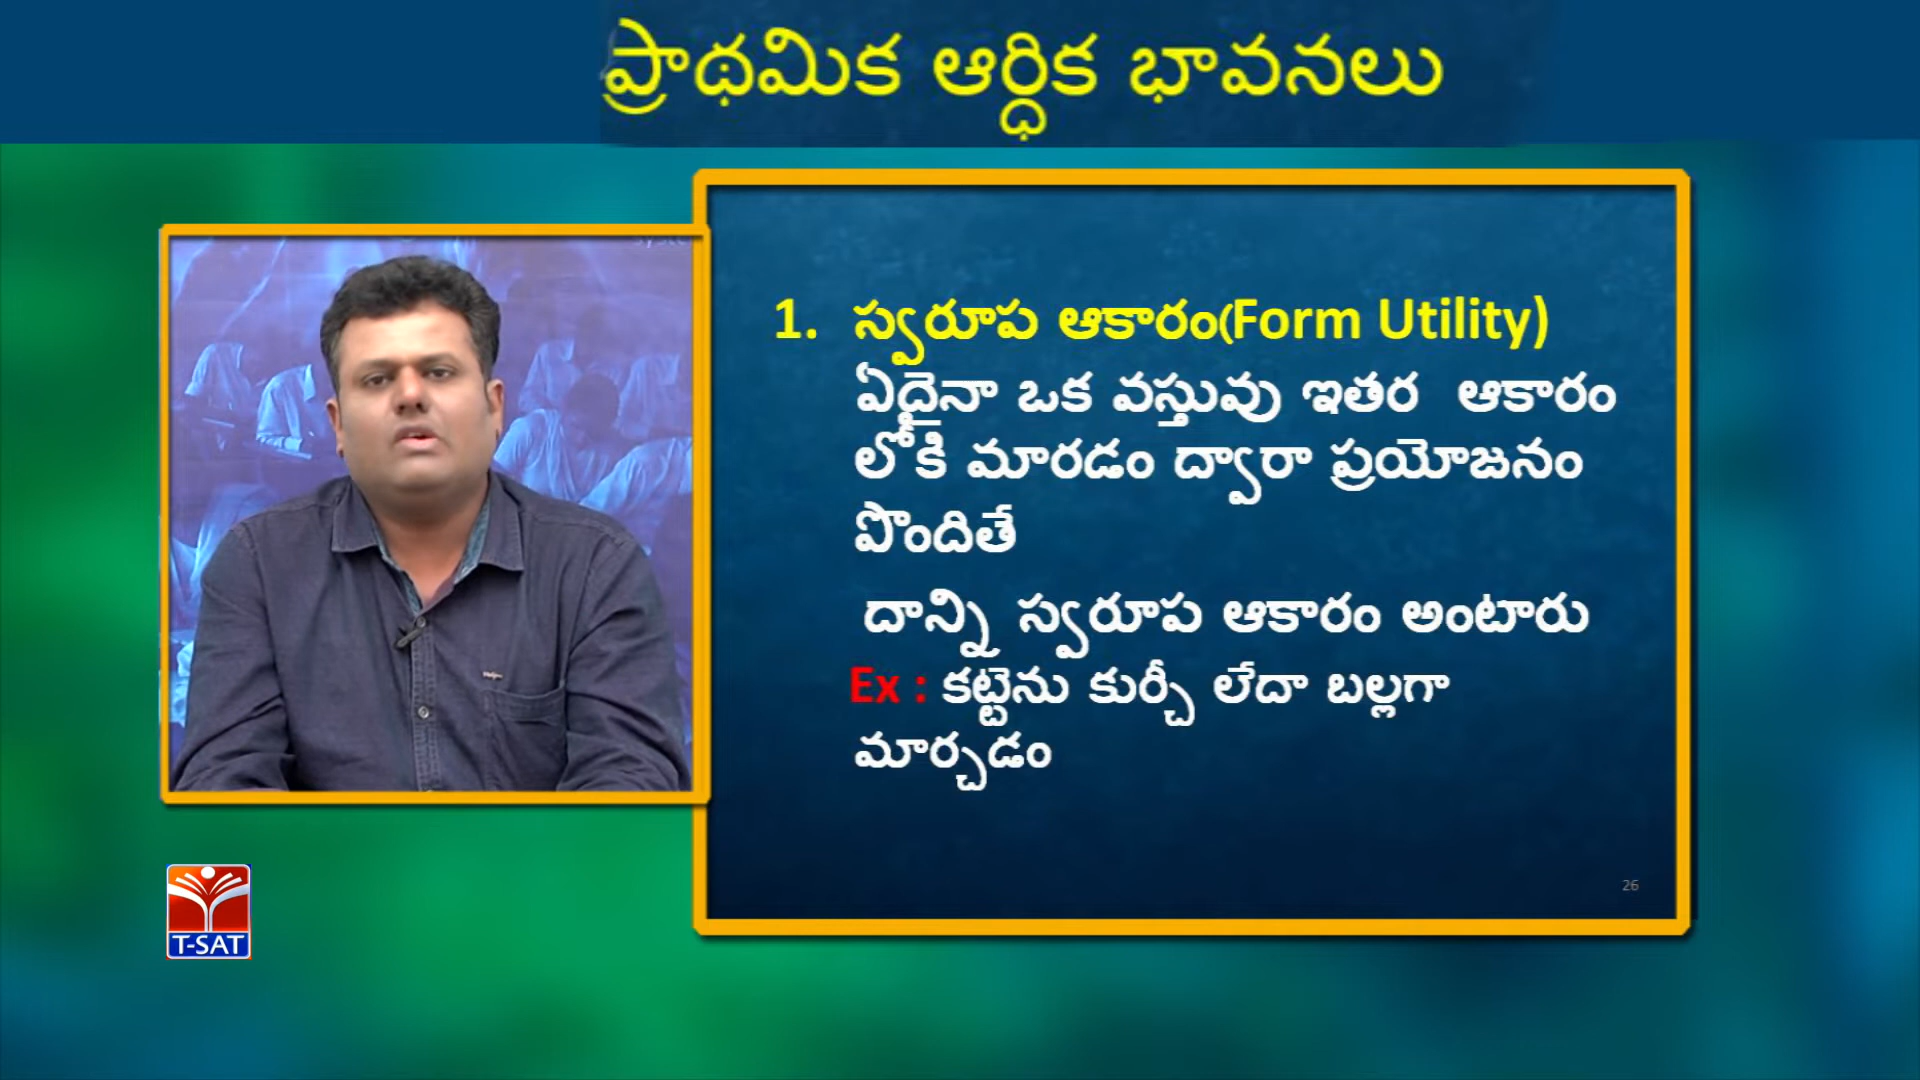 ప్రాథమిక ఆర్ధిక భావనలు
1. స్వరూప ఆకారం(Form Utility)
ఏదైనా ఒక వస్తువు ఇతర ఆకారం
లోకి మారడం ద్వారా ప్రయోజనం
పొందితే
దాన్ని స్వరూప ఆకారం అంటారు
Ex : కట్టెను కుర్చీ లేదా బల్లగా
మార్చడం
26
T-SAT